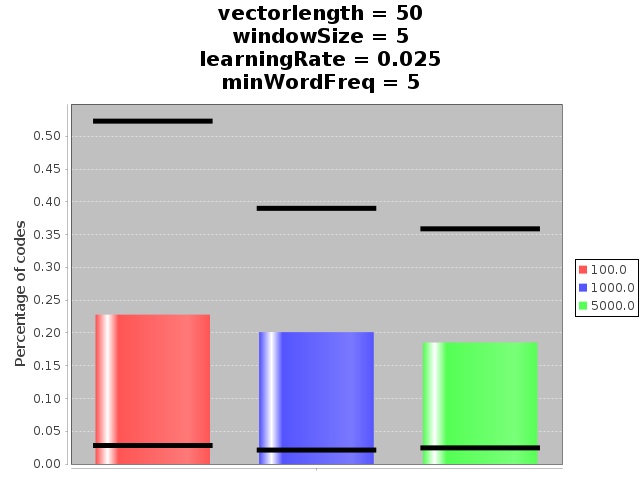 vectorlength = 50
windowSize = 5
learningRate = 0.025
minWordFreq = 5
Percentage of codes
0.50
0.45
0.40
0.35
0.30
0.25
0.20
0.15
0.10
0.05
0.00
100.0
1000.0
5000.0